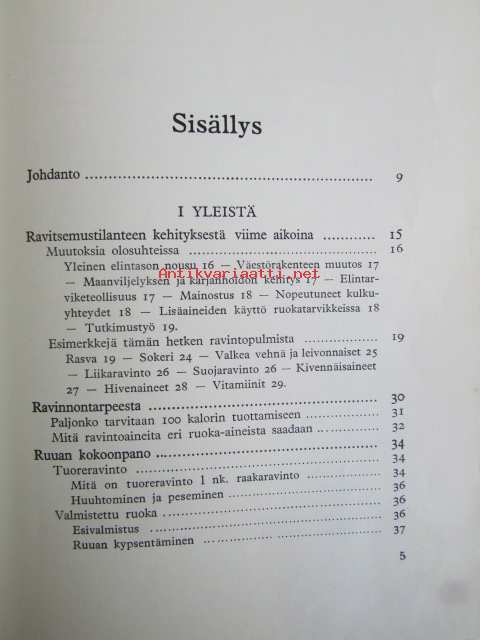 Sisällys
Johdanto ........................................................ 9
I YLEISTÄ
Ravitsemustilanteen kehityksestä viime aikoina ............ 15
Muutoksia olosuhteissa ........................................ 16
Yleinen elintason nousu 16 — Väestörakenteen muutos 17
— Maanviljelyksen ja karjanhoidon kehitys 17 — Elintar-
viketeollisuus 17 — Mainostus 18 — Nopeutuneet kulku-
yhteydet 18 — Lisäaineiden käyttö ruokatarvikkeissa 18
— Tutkimustyö 19.
Antikvariaatti.net
Esimerkkejä tämän hetken ravintopulmista .................. 19
Rasva 19 — Sokeri 24 — Valkea vehnä ja leivonnaiset 25
— Liikaravinto 26 — Suojaravinto 26 — Kivennäisaineet
27 — Hivenaineet 28 — Vitamiinit 29.
Ravinnontarpeesta ............................................ 30
Paljonko tarvitaan 100 kalorin tuottamiseen ................ 31
Mitä ravintoaineita eri ruoka-aineista saadaan .............. 32
Ruuan kokoonpano ............................................ 34
Tuoreravinto .................................................. 34
Mitä on tuoreravinto l nk. raakaravinto .................. 34
Huuhtominen ja peseminen .................................. 36
Valmistettu ruoka ............................................ 36
Esivalmistus .................................................. 36
Ruuan kypsentäminen ........................................ 37
5